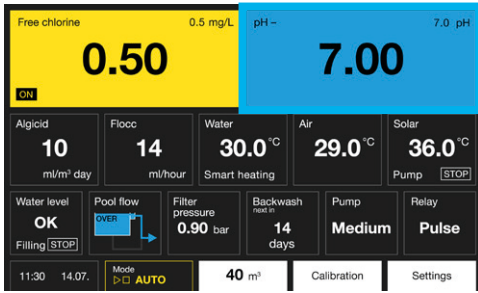 Free chlorine 0.5 mg/L
0.50
ON
pH – 7.0 pH
7.00
Algicid
10
ml/m³ day
Flocc
14
ml/hour
Water
30.0°C
Smart heating
Air
29.0°C
Solar
36.0°C
Pump STOP
Water level
OK
Filling STOP
Pool flow
OVER
Filter
pressure
0.90 bar
Backwash
next in
14
days
Pump
Medium
Relay
Pulse
11:30 14.07.
Mode
AUTO
40 m³
Calibration
Settings